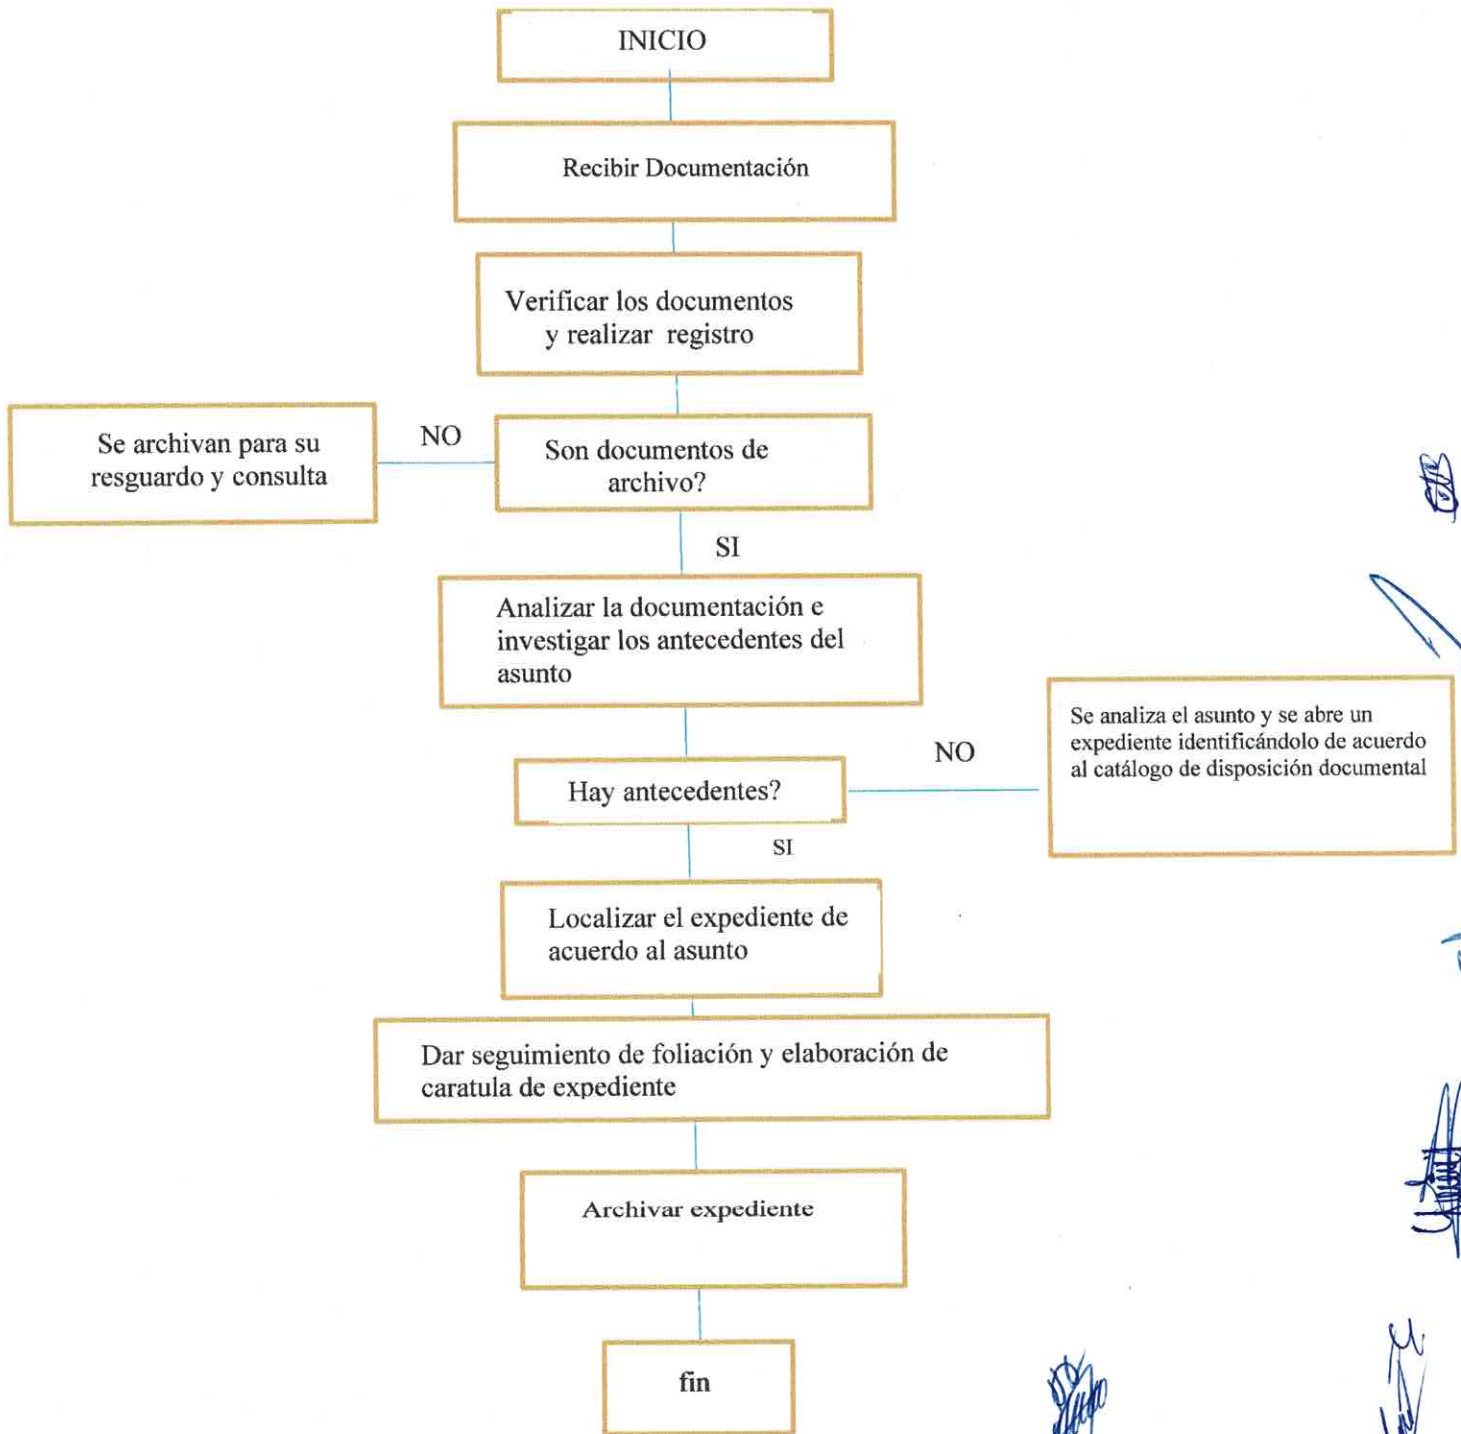 INICIO
Recibir Documentación
Verificar los documentos
y realizar  registro
Se archivan para su
resguardo y consulta
NO
Son documentos de
archivo?
SI
Analizar la documentación e
investigar los antecedentes del
asunto
Se analiza el asunto y se abre un
expediente identificándolo de acuerdo
al catálogo de disposición documental
NO
Hay antecedentes?
SI
Localizar el expediente de
acuerdo al asunto
Dar seguimiento de foliación y elaboración de
caratula de expediente
Archivar expediente
fin